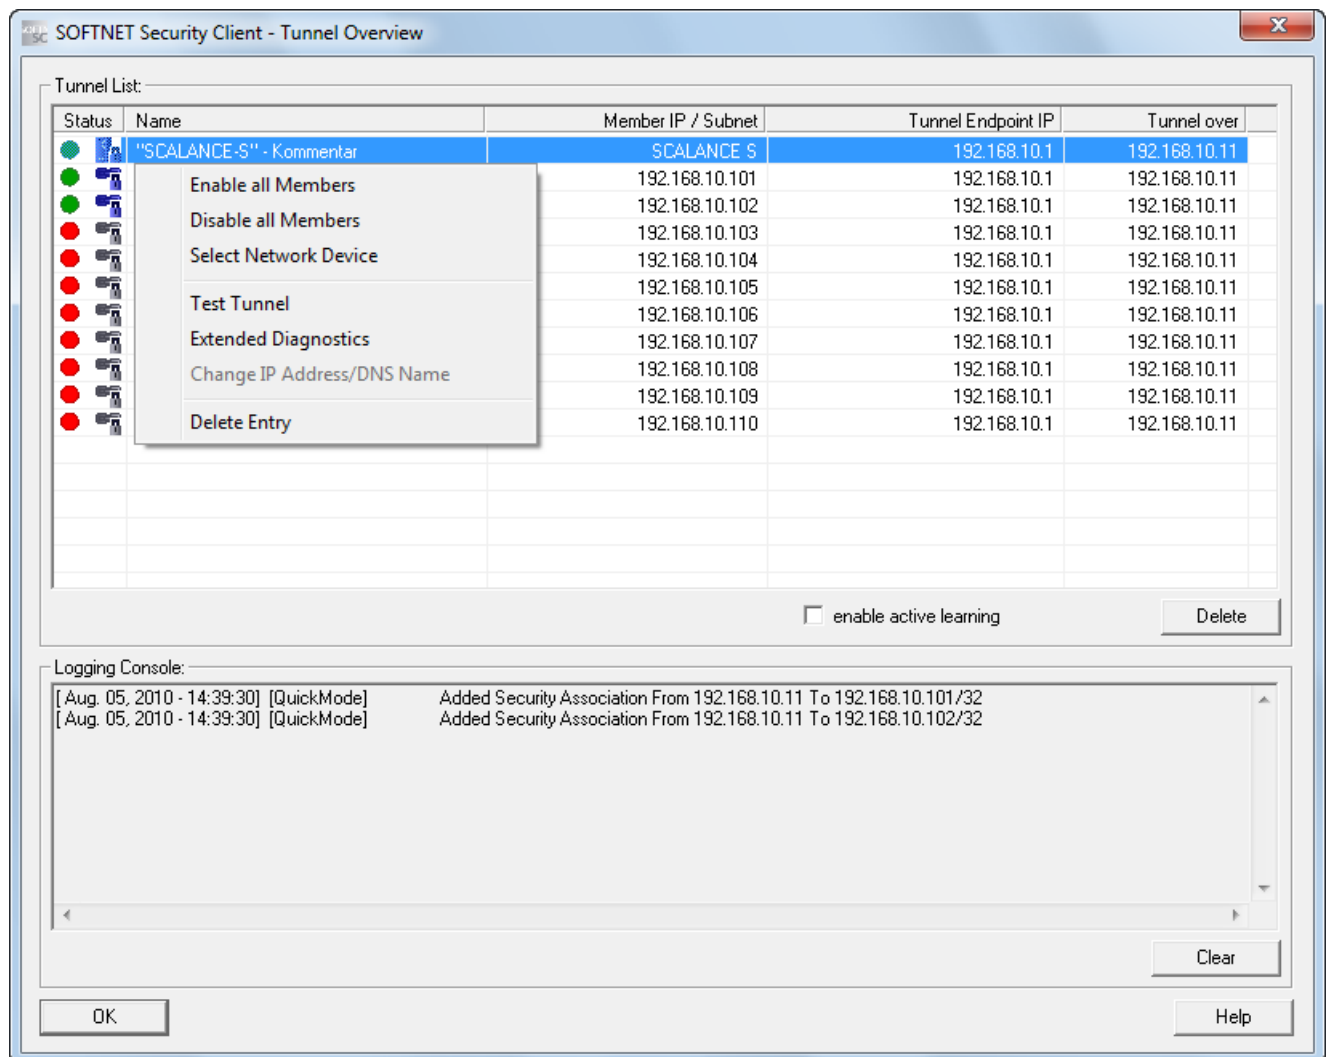 SOFTNET Security Client - Tunnel Overview
Tunnel List:
Status Name Member IP / Subnet Tunnel Endpoint IP Tunnel over
"SCALANCE-S" - Kommentar SCALANCE S 192.168.10.1 192.168.10.11
192.168.10.101 192.168.10.1 192.168.10.11
192.168.10.102 192.168.10.1 192.168.10.11
192.168.10.103 192.168.10.1 192.168.10.11
192.168.10.104 192.168.10.1 192.168.10.11
192.168.10.105 192.168.10.1 192.168.10.11
192.168.10.106 192.168.10.1 192.168.10.11
192.168.10.107 192.168.10.1 192.168.10.11
192.168.10.108 192.168.10.1 192.168.10.11
192.168.10.109 192.168.10.1 192.168.10.11
192.168.10.110 192.168.10.1 192.168.10.11
Enable all Members
Disable all Members
Select Network Device
Test Tunnel
Extended Diagnostics
Change IP Address/DNS Name
Delete Entry
enable active learning Delete
Logging Console:
[ Aug. 05, 2010 - 14:39:30] [QuickMode] Added Security Association From 192.168.10.11 To 192.168.10.101/32
[ Aug. 05, 2010 - 14:39:30] [QuickMode] Added Security Association From 192.168.10.11 To 192.168.10.102/32
Clear
OK Help